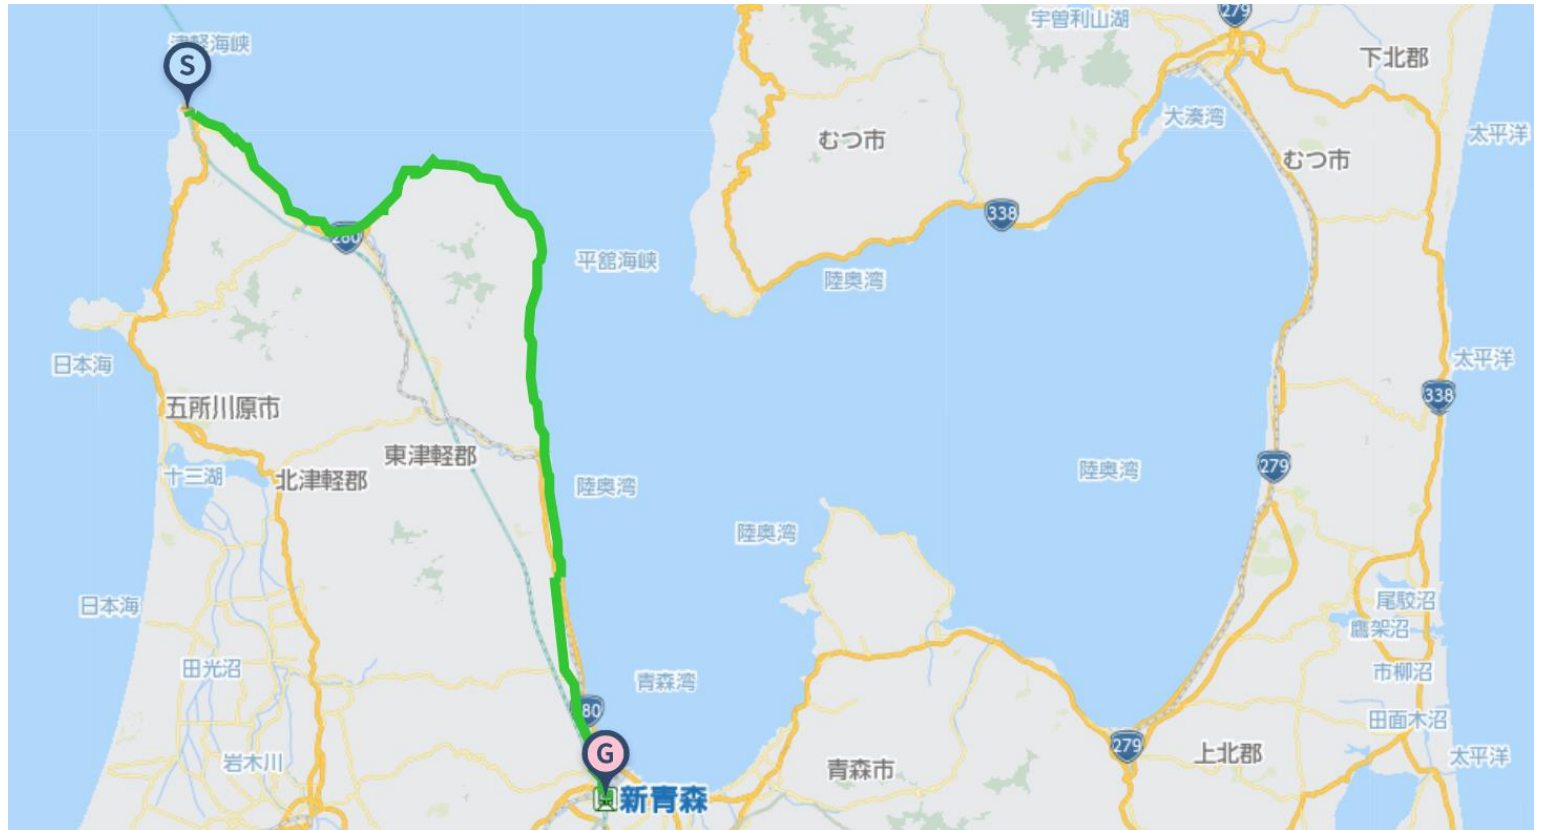 279
宇曽利山湖
津軽海峡
下北郡
S
大湊湾
太平洋
むつ市
むつ市
338
280
平舘海峡
陸奥湾
日本海
太平洋
338
五所川原市
東津軽郡
279
陸奥湾
十三湖
北津軽郡
陸奥湾
陸奥湾
日本海
尾駮沼
鷹架沼
田光沼
市柳沼
青森湾
80
田面木沼
279
上北郡
G
岩木川
太平洋
青森市
新青森